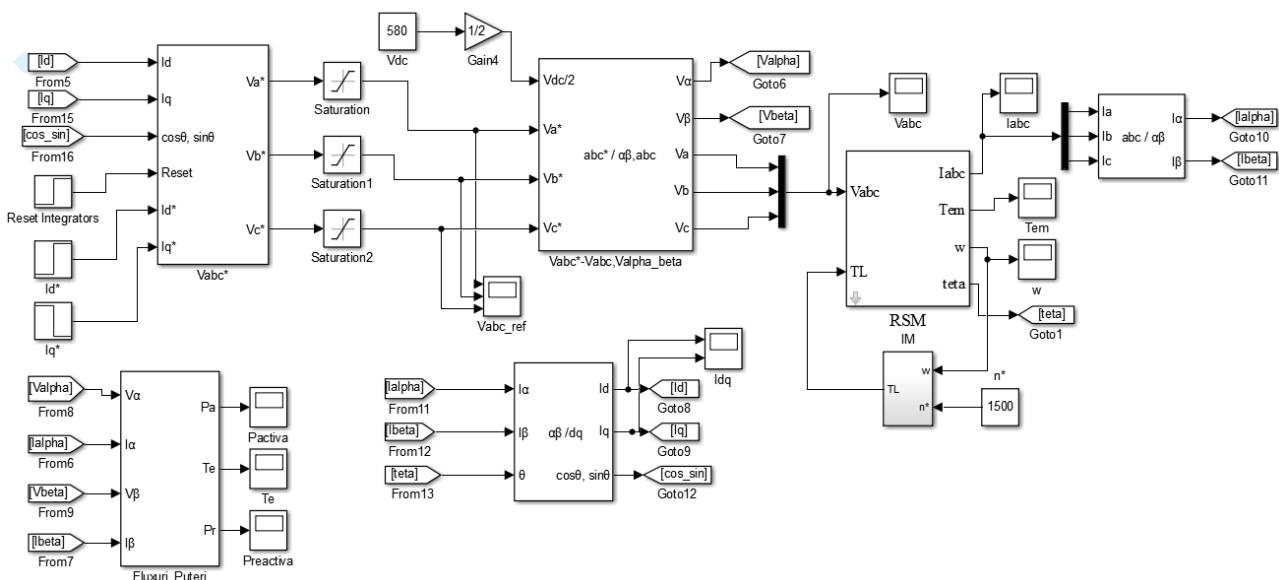 [Id]
From5
[Iq]
From15
[cos_sin]
From16
Reset Integrators
Id*
Iq*
Id
Iq
cosθ, sinθ
Reset
Id*
Iq*
Va*
Vb*
Vc*
Vabc*
Saturation
Saturation1
Saturation2
580
Vdc
1/2
Gain4
Vdc/2
Va*
Vb*
Vc*
abc* / αβ,abc
Vα
Vβ
Va
Vb
Vc
Vabc*-Vabc,Valpha_beta
[Valpha]
Goto6
[Vbeta]
Goto7
Vabc_ref
Vabc
Iabc
Vabc
TL
Iabc
Tem
w
teta
RSM
IM
Tem
w
[teta]
Goto1
Ia
Ib
Ic
abc / αβ
Iα
Iβ
[Ialpha]
Goto10
[Ibeta]
Goto11
w
TL
n*
n*
1500
[Valpha]
From8
[Ialpha]
From6
[Vbeta]
From9
[Ibeta]
From7
Vα
Iα
Vβ
Iβ
Pa
Te
Pr
Fluxuri_Puteri
Pactiva
Te
Preactiva
[Ialpha]
From11
[Ibeta]
From12
[teta]
From13
Iα
Iβ
θ
αβ /dq
Id
Iq
cosθ, sinθ
Idq
[Id]
Goto8
[Iq]
Goto9
[cos_sin]
Goto12